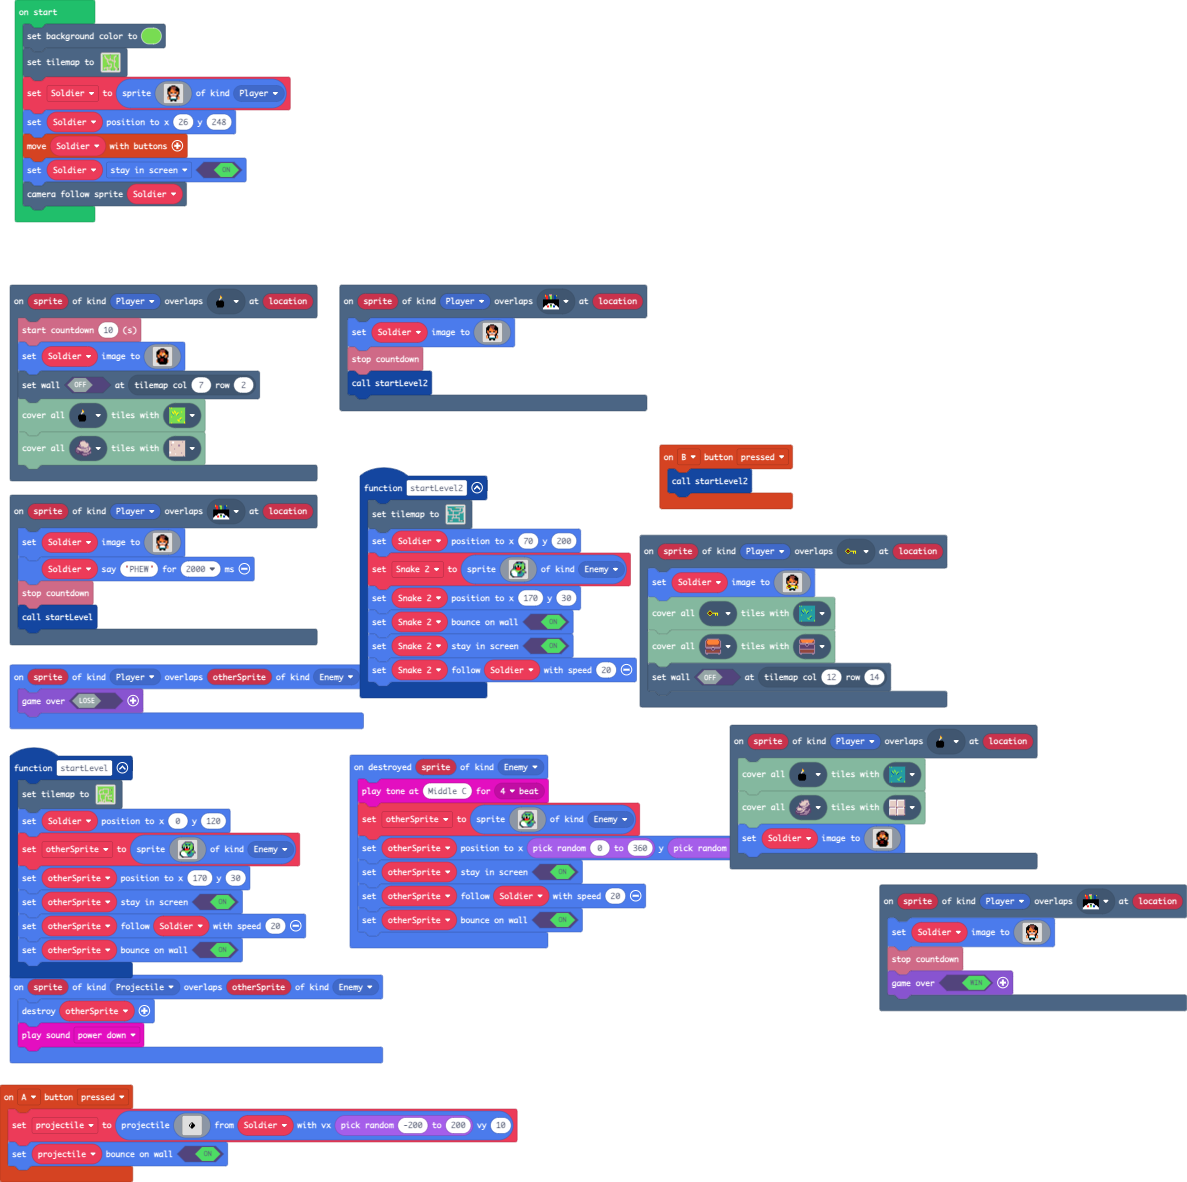 on start
set background color to
set tilemap to
set Soldier to sprite of kind Player
set Soldier position to x 26 y 248
move Soldier with buttons
set Soldier stay in screen ON
camera follow sprite Soldier
on sprite of kind Player overlaps at location
start countdown 10 (s)
set Soldier image to
set wall OFF at tilemap col 7 row 2
cover all tiles with
cover all tiles with
on sprite of kind Player overlaps at location
set Soldier image to
stop countdown
call startLevel2
on B button pressed
call startLevel2
on sprite of kind Player overlaps at location
set Soldier image to
Soldier say "PHEW" for 2000 ms
stop countdown
call startLevel
function startLevel2
set tilemap to
set Soldier position to x 70 y 200
set Snake 2 to sprite of kind Enemy
set Snake 2 position to x 170 y 30
set Snake 2 bounce on wall ON
set Snake 2 stay in screen ON
set Snake 2 follow Soldier with speed 20
on sprite of kind Player overlaps at location
set Soldier image to
cover all tiles with
cover all tiles with
set wall OFF at tilemap col 12 row 14
on sprite of kind Player overlaps otherSprite of kind Enemy
game over LOSE
function startLevel
set tilemap to
set Soldier position to x 0 y 120
set otherSprite to sprite of kind Enemy
set otherSprite position to x 170 y 30
set otherSprite stay in screen ON
set otherSprite follow Soldier with speed 20
set otherSprite bounce on wall ON
on destroyed sprite of kind Enemy
play tone at Middle C for 4 beat
set otherSprite to sprite of kind Enemy
set otherSprite position to x pick random 0 to 360 y pick random
set otherSprite stay in screen ON
set otherSprite follow Soldier with speed 20
set otherSprite bounce on wall ON
on sprite of kind Player overlaps at location
cover all tiles with
cover all tiles with
set Soldier image to
on sprite of kind Player overlaps at location
set Soldier image to
stop countdown
game over WIN
on sprite of kind Projectile overlaps otherSprite of kind Enemy
destroy otherSprite
play sound power down
on A button pressed
set projectile to projectile from Soldier with vx pick random -200 to 200 vy 10
set projectile bounce on wall ON